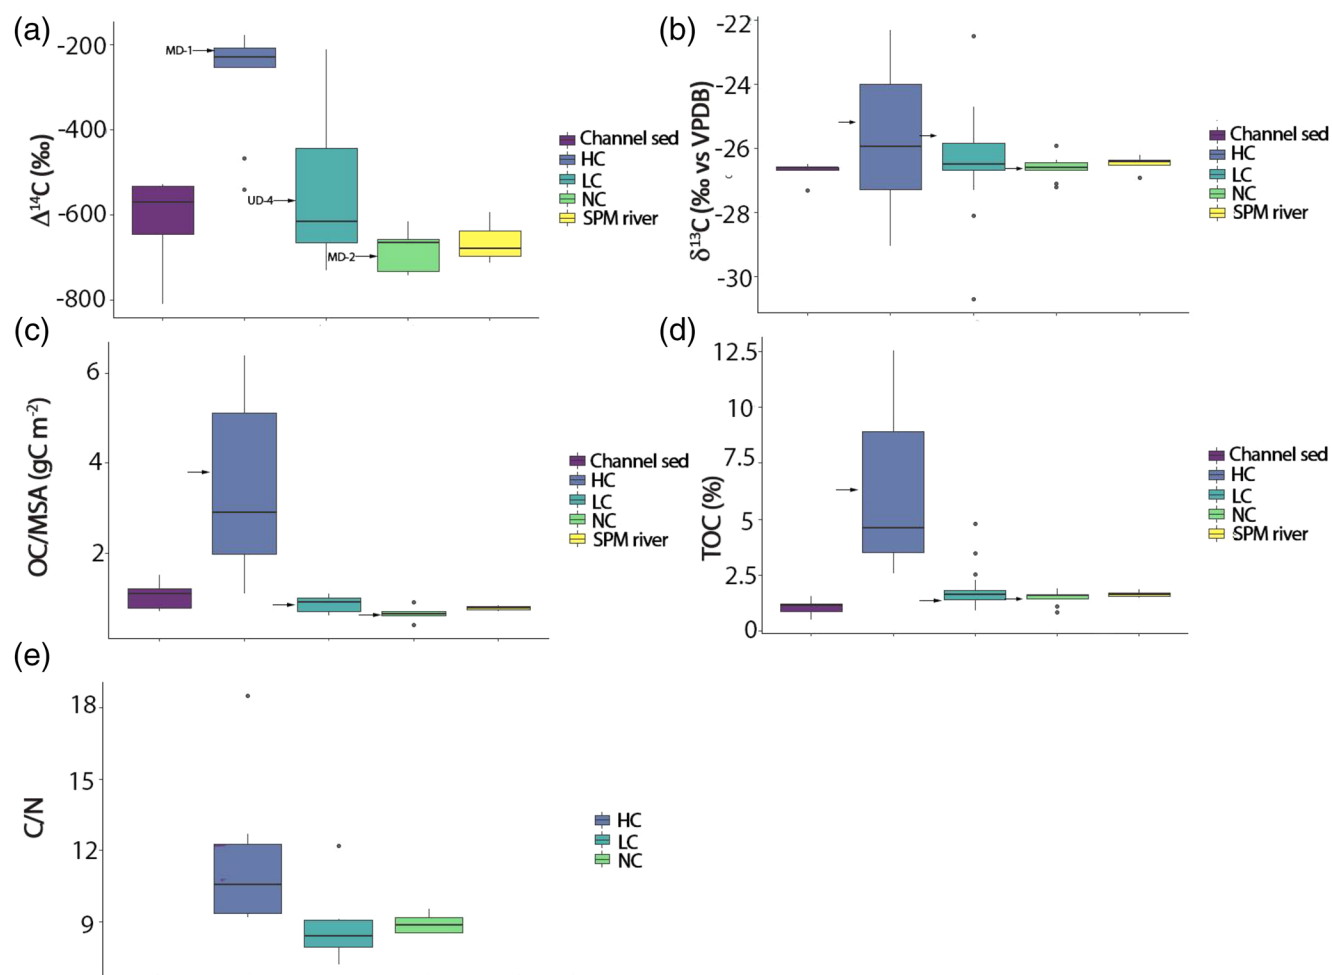 (a)
Δ¹⁴C (‰)
-200
-400
-600
-800
MD-1
UD-4
MD-2
Channel sed
HC
LC
NC
SPM river
(b)
δ¹³C (‰ vs VPDB)
-22
-24
-26
-28
-30
Channel sed
HC
LC
NC
SPM river
(c)
OC/MSA (gC m⁻²)
6
4
2
Channel sed
HC
LC
NC
SPM river
(d)
TOC (%)
12.5
10
7.5
5
2.5
0
Channel sed
HC
LC
NC
SPM river
(e)
C/N
18
15
12
9
HC
LC
NC